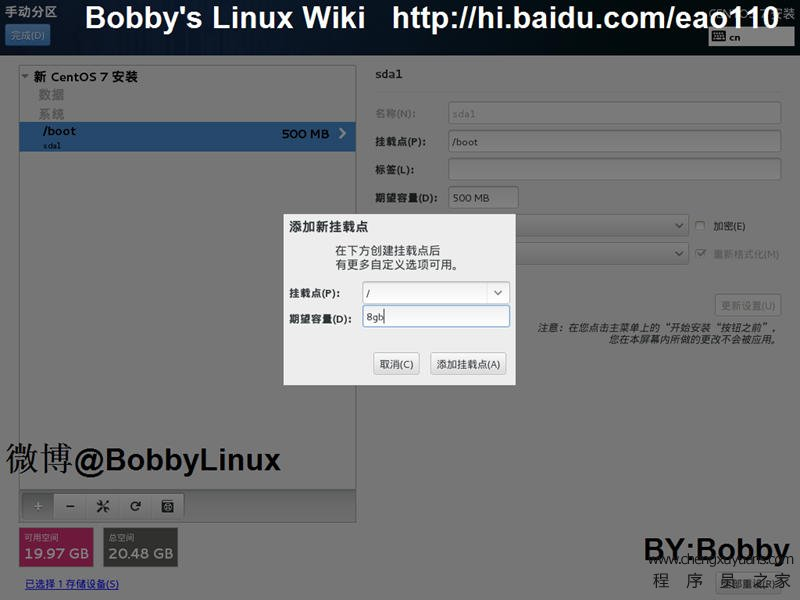 手动分区
Bobby's Linux Wiki http://hi.baidu.com/eao110
CENTOS 7 安装
完成(D)
cn
新 CentOS 7 安装
数据
系统
/boot
500 MB
sda1
sda1
名称(N):
sda1
挂载点(P):
/boot
标签(L):
期望容量(D):
500 MB
加密(E)
重新格式化(M)
更新设置(U)
注意：在您点击主菜单上的“开始安装“按钮之前”，
您在本屏幕内所做的更改不会被应用。
添加新挂载点
在下方创建挂载点后
有更多自定义选项可用。
挂载点(P):
/
期望容量(D):
8gb
取消(C)
添加挂载点(A)
微博@BobbyLinux
可用空间
19.97 GB
总空间
20.48 GB
已选择 1 存储设备(S)
BY:Bobby
www.chengxuyuans.com
程序员之家